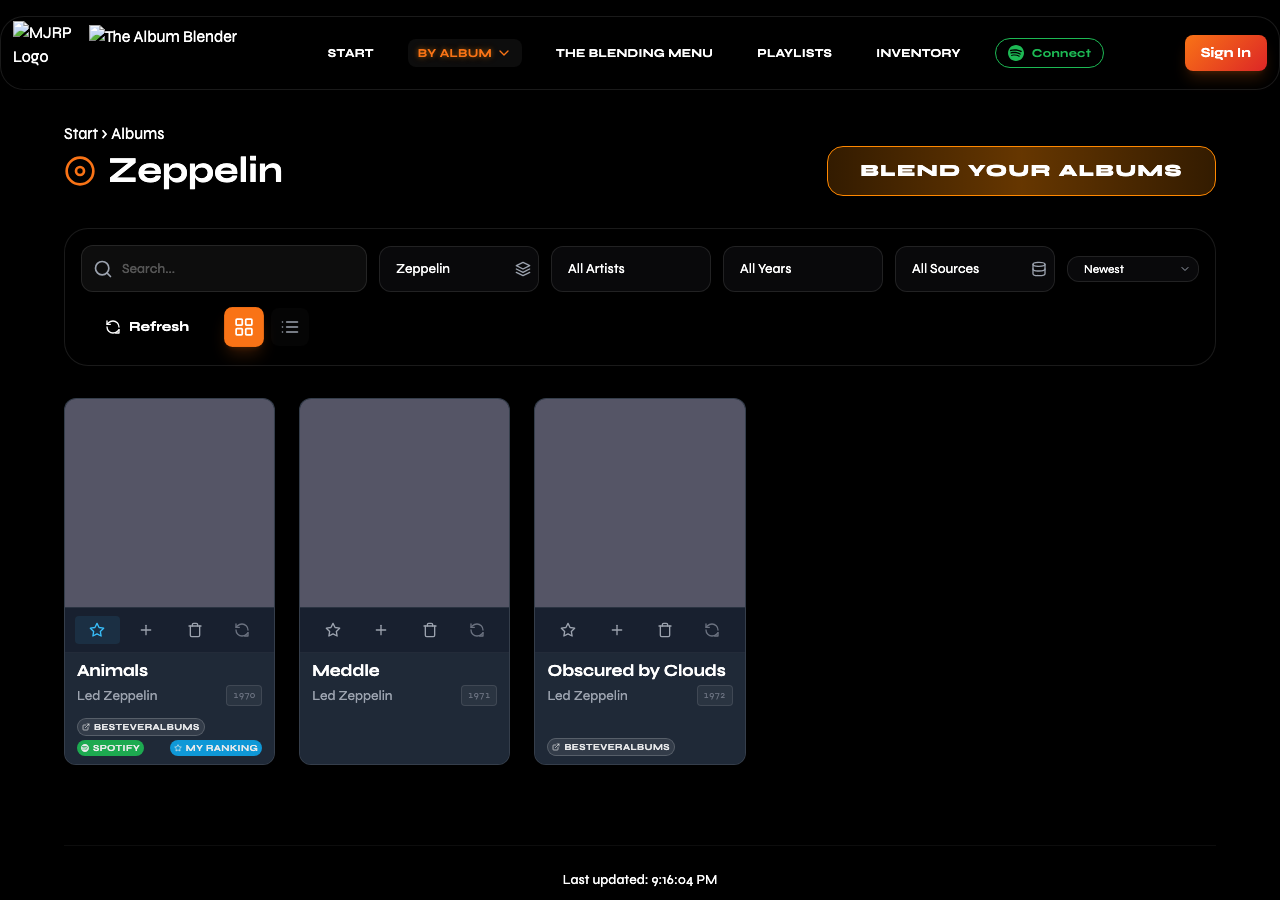 MJRP Logo
The Album Blender
START
BY ALBUM
THE BLENDING MENU
PLAYLISTS
INVENTORY
Connect
Sign In
Start › Albums
Zeppelin
BLEND YOUR ALBUMS
Search...
Zeppelin
All Artists
All Years
All Sources
Newest
Refresh
Animals
Led Zeppelin
1970
BESTEVERALBUMS
SPOTIFY
MY RANKING
Meddle
Led Zeppelin
1971
Obscured by Clouds
Led Zeppelin
1972
BESTEVERALBUMS
Last updated: 9:16:04 PM